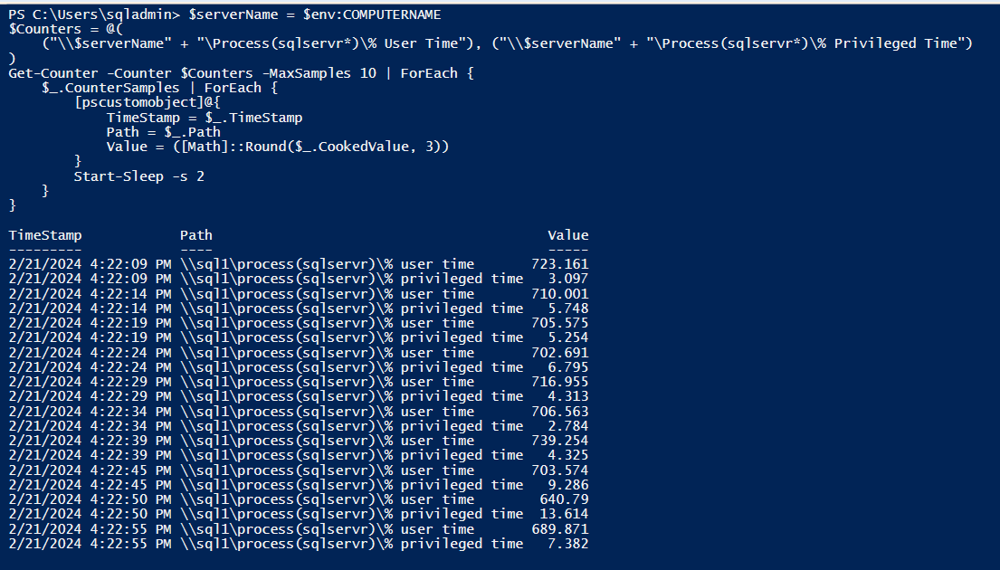 PS C:\Users\sqladmin> $serverName = $env:COMPUTERNAME
$Counters = @(
    ("\\$serverName" + "\Process(sqlservr*)\% User Time"), ("\\$serverName" + "\Process(sqlservr*)\% Privileged Time")
)
Get-Counter -Counter $Counters -MaxSamples 10 | ForEach {
    $_.CounterSamples | ForEach {
        [pscustomobject]@{
            TimeStamp = $_.TimeStamp
            Path = $_.Path
            Value = ([Math]::Round($_.CookedValue, 3))
        }
        Start-Sleep -s 2
    }
}
TimeStamp            Path                                         Value
---------            ----                                         -----
2/21/2024 4:22:09 PM \\sql1\process(sqlservr)\% user time       723.161
2/21/2024 4:22:09 PM \\sql1\process(sqlservr)\% privileged time   3.097
2/21/2024 4:22:14 PM \\sql1\process(sqlservr)\% user time       710.001
2/21/2024 4:22:14 PM \\sql1\process(sqlservr)\% privileged time   5.748
2/21/2024 4:22:19 PM \\sql1\process(sqlservr)\% user time       705.575
2/21/2024 4:22:19 PM \\sql1\process(sqlservr)\% privileged time   5.254
2/21/2024 4:22:24 PM \\sql1\process(sqlservr)\% user time       702.691
2/21/2024 4:22:24 PM \\sql1\process(sqlservr)\% privileged time   6.795
2/21/2024 4:22:29 PM \\sql1\process(sqlservr)\% user time       716.955
2/21/2024 4:22:29 PM \\sql1\process(sqlservr)\% privileged time   4.313
2/21/2024 4:22:34 PM \\sql1\process(sqlservr)\% user time       706.563
2/21/2024 4:22:34 PM \\sql1\process(sqlservr)\% privileged time   2.784
2/21/2024 4:22:39 PM \\sql1\process(sqlservr)\% user time       739.254
2/21/2024 4:22:39 PM \\sql1\process(sqlservr)\% privileged time   4.325
2/21/2024 4:22:45 PM \\sql1\process(sqlservr)\% user time       703.574
2/21/2024 4:22:45 PM \\sql1\process(sqlservr)\% privileged time   9.286
2/21/2024 4:22:50 PM \\sql1\process(sqlservr)\% user time        640.79
2/21/2024 4:22:50 PM \\sql1\process(sqlservr)\% privileged time  13.614
2/21/2024 4:22:55 PM \\sql1\process(sqlservr)\% user time       689.871
2/21/2024 4:22:55 PM \\sql1\process(sqlservr)\% privileged time   7.382